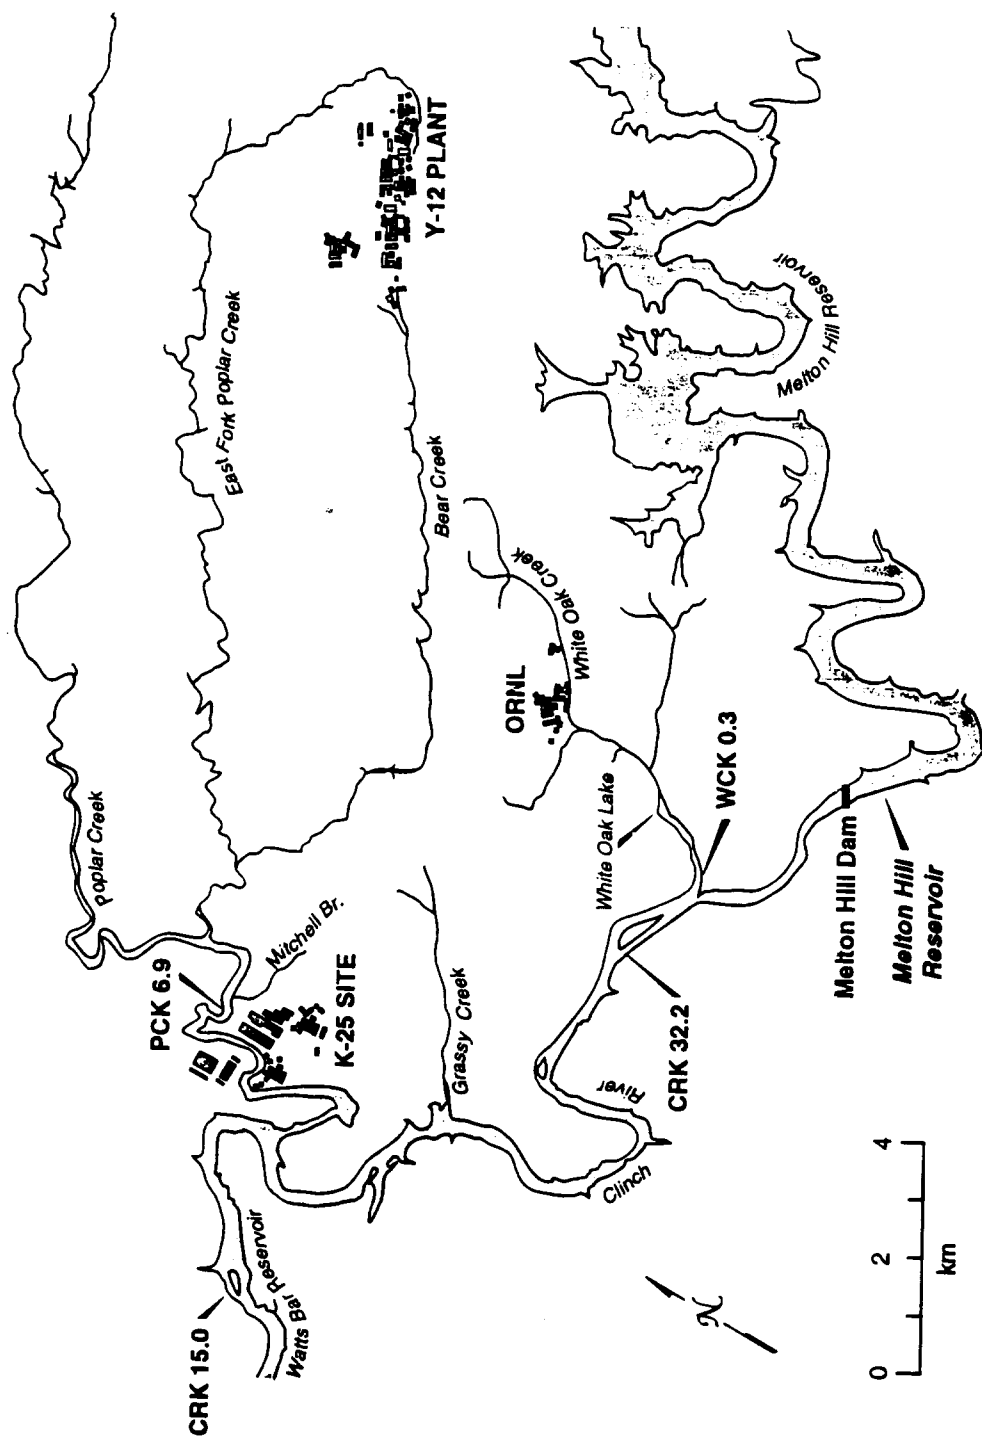 Poplar Creek
East Fork Poplar Creek
Y-12 PLANT
Bear Creek
PCK 6.9
Mitchell Br.
K-25 SITE
CRK 15.0
Watts Bar Reservoir
Grassy Creek
ORNL
White Oak Creek
White Oak Lake
WCK 0.3
Melton Hill Reservoir
Clinch
River
CRK 32.2
Melton Hill Dam
Melton Hill
Reservoir
N
0 2 4
km